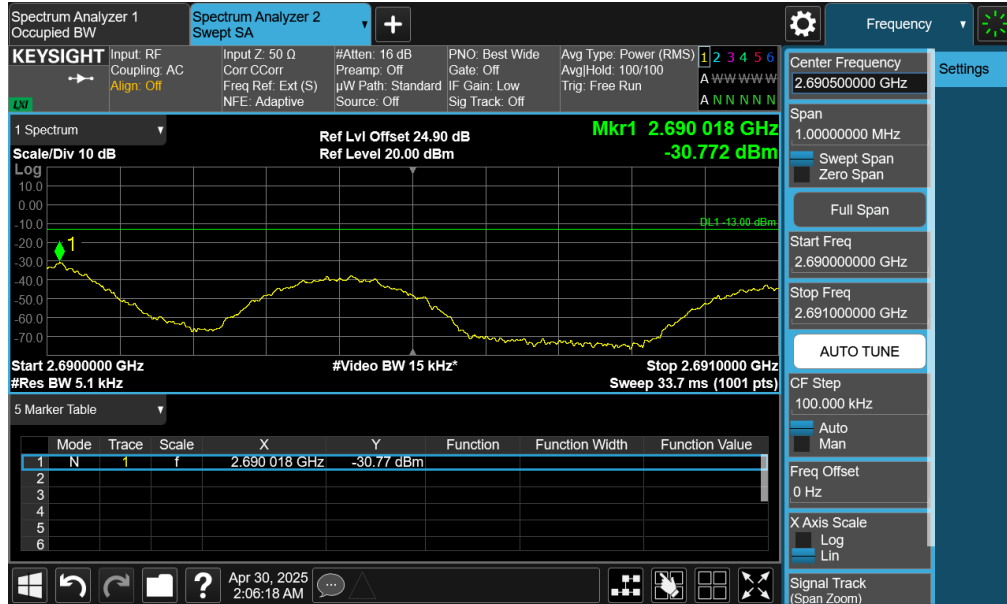 Spectrum Analyzer 1
Occupied BW
Spectrum Analyzer 2
Swept SA
Frequency
KEYSIGHT
Input: RF
Coupling: AC
Align: Off
LXI
Input Z: 50 Ω
Corr CCorr
Freq Ref: Ext (S)
NFE: Adaptive
#Atten: 16 dB
Preamp: Off
µW Path: Standard
Source: Off
PNO: Best Wide
Gate: Off
IF Gain: Low
Sig Track: Off
Avg Type: Power (RMS)
Avg|Hold: 100/100
Trig: Free Run
1 2 3 4 5 6
A W W W W W
A N N N N N
1 Spectrum
Scale/Div 10 dB
Ref Lvl Offset 24.90 dB
Ref Level 20.00 dBm
Mkr1 2.690 018 GHz
-30.772 dBm
Log
10.0
0.00
-10.0
-20.0
-30.0
-40.0
-50.0
-60.0
-70.0
DL1 -13.00 dBm
1
Start 2.6900000 GHz
#Res BW 5.1 kHz
#Video BW 15 kHz*
Stop 2.6910000 GHz
Sweep 33.7 ms (1001 pts)
5 Marker Table
Mode Trace Scale X Y Function Function Width Function Value
1 N 1 f 2.690 018 GHz -30.77 dBm
2
3
4
5
6
Apr 30, 2025
2:06:18 AM
Center Frequency
2.690500000 GHz
Span
1.00000000 MHz
Swept Span
Zero Span
Full Span
Start Freq
2.690000000 GHz
Stop Freq
2.691000000 GHz
AUTO TUNE
CF Step
100.000 kHz
Auto
Man
Freq Offset
0 Hz
X Axis Scale
Log
Lin
Signal Track
(Span Zoom)
Settings